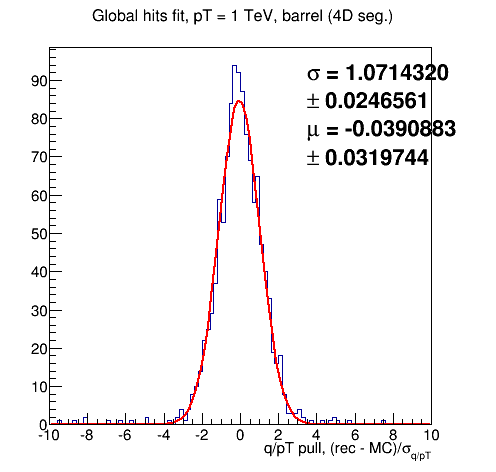 Global hits fit, pT = 1 TeV, barrel (4D seg.)
σ = 1.0714320
± 0.0246561
μ = -0.0390883
± 0.0319744
90
80
70
60
50
40
30
20
10
0
-10 -8 -6 -4 -2 0 2 4 6 8 10
q/pT pull, (rec - MC)/σq/pT